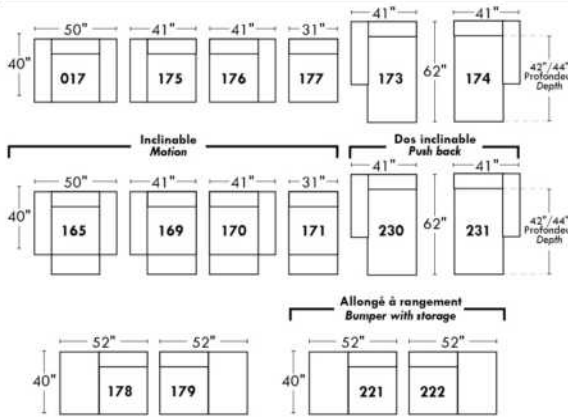 50" 41" 41" 31" 41" 41"
40" 017 175 176 177 173 62" 174 42"/44"
Profondeur
Depth
Inclinable
Motion
Dos inclinable
Push back
50" 41" 41" 31" 41" 41"
40" 165 169 170 171 230 62" 231 42"/44"
Profondeur
Depth
Allongé à rangement
Bumper with storage
52" 52" 52" 52"
40" 178 179 40" 221 222